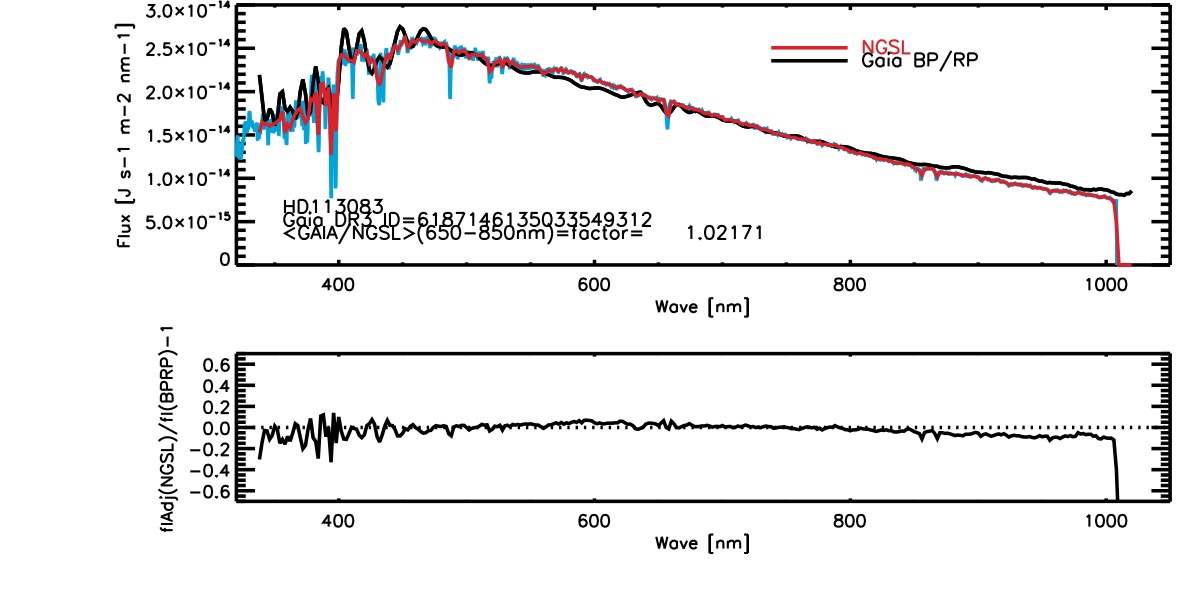 3.0×10⁻¹⁴
2.5×10⁻¹⁴
2.0×10⁻¹⁴
1.5×10⁻¹⁴
1.0×10⁻¹⁴
5.0×10⁻¹⁵
0
Flux [J s−1 m−2 nm−1]
NGSL
Gaia BP/RP
HD113083
Gaia DR3 ID=6187146135033549312
<GAIA/NGSL>(650−850nm)=factor= 1.02171
400 600 800 1000
Wave [nm]
0.6
0.4
0.2
0.0
−0.2
−0.4
−0.6
flAdj(NGSL)/fl(BPRP)−1
400 600 800 1000
Wave [nm]